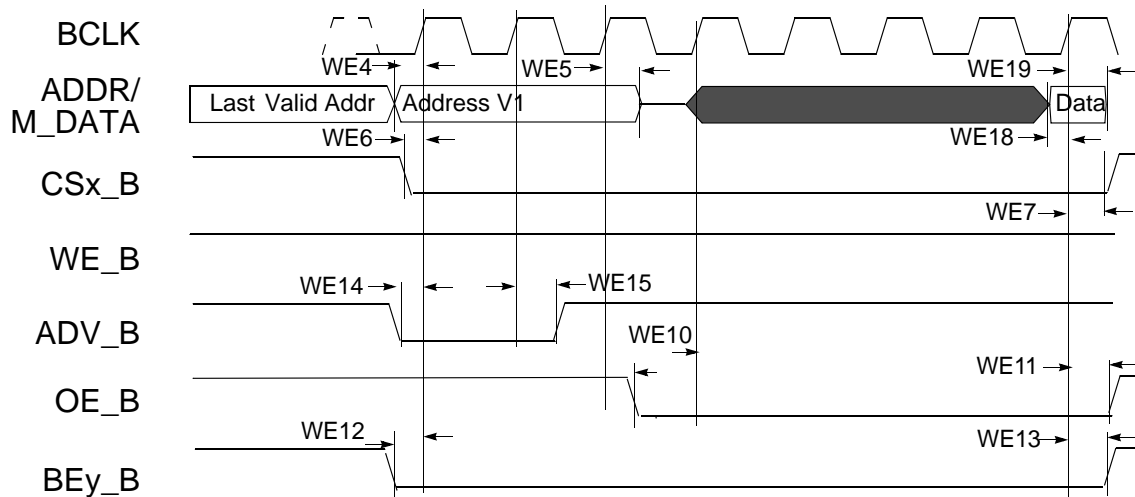 BCLK
WE4
WE5
WE19
ADDR/
M_DATA
Last Valid Addr
Address V1
Data
WE6
WE18
CSx_B
WE7
WE_B
WE14
WE15
ADV_B
WE10
WE11
OE_B
WE12
WE13
BEy_B